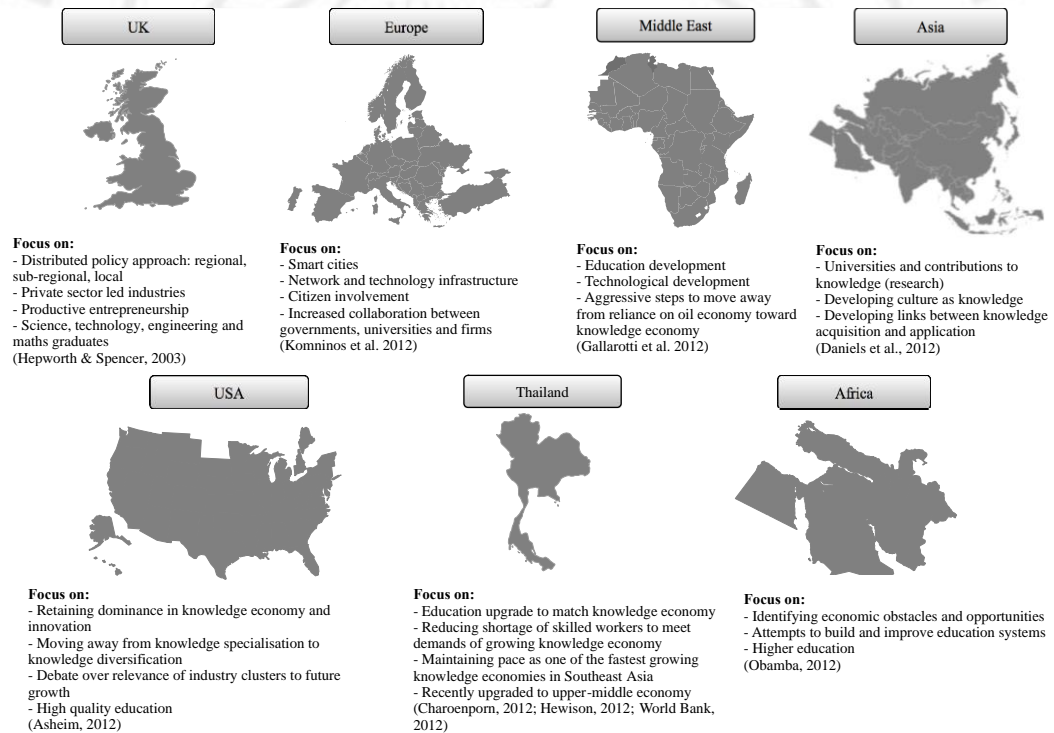 UK
Focus on:
- Distributed policy approach: regional,
sub-regional, local
- Private sector led industries
- Productive entrepreneurship
- Science, technology, engineering and
maths graduates
(Hepworth & Spencer, 2003)
Europe
Focus on:
- Smart cities
- Network and technology infrastructure
- Citizen involvement
- Increased collaboration between
governments, universities and firms
(Komninos et al. 2012)
Middle East
Focus on:
- Education development
- Technological development
- Aggressive steps to move away
from reliance on oil economy toward
knowledge economy
(Gallarotti et al. 2012)
Asia
Focus on:
- Universities and contributions to
knowledge (research)
- Developing culture as knowledge
- Developing links between knowledge
acquisition and application
(Daniels et al., 2012)
USA
Focus on:
- Retaining dominance in knowledge economy and
innovation
- Moving away from knowledge specialisation to
knowledge diversification
- Debate over relevance of industry clusters to future
growth
- High quality education
(Asheim, 2012)
Thailand
Focus on:
- Education upgrade to match knowledge economy
- Reducing shortage of skilled workers to meet
demands of growing knowledge economy
- Maintaining pace as one of the fastest growing
knowledge economies in Southeast Asia
- Recently upgraded to upper-middle economy
(Charoenporn, 2012; Hewison, 2012; World Bank,
2012)
Africa
Focus on:
- Identifying economic obstacles and opportunities
- Attempts to build and improve education systems
- Higher education
(Obamba, 2012)